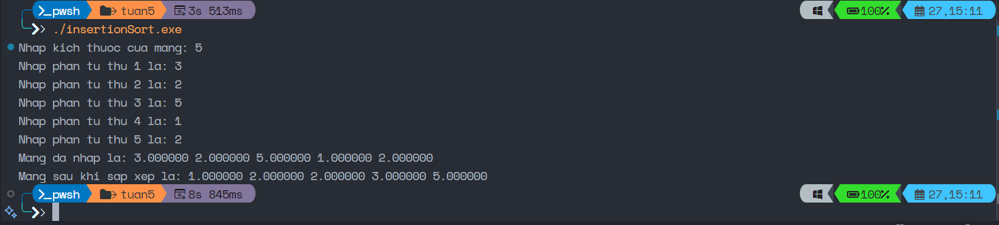 >_pwsh tuan5 3s 513ms 100% 27,15:11
./insertionSort.exe
Nhap kich thuoc cua mang: 5
Nhap phan tu thu 1 la: 3
Nhap phan tu thu 2 la: 2
Nhap phan tu thu 3 la: 5
Nhap phan tu thu 4 la: 1
Nhap phan tu thu 5 la: 2
Mang da nhap la: 3.000000 2.000000 5.000000 1.000000 2.000000
Mang sau khi sap xep la: 1.000000 2.000000 2.000000 3.000000 5.000000
>_pwsh tuan5 8s 845ms 100% 27,15:11